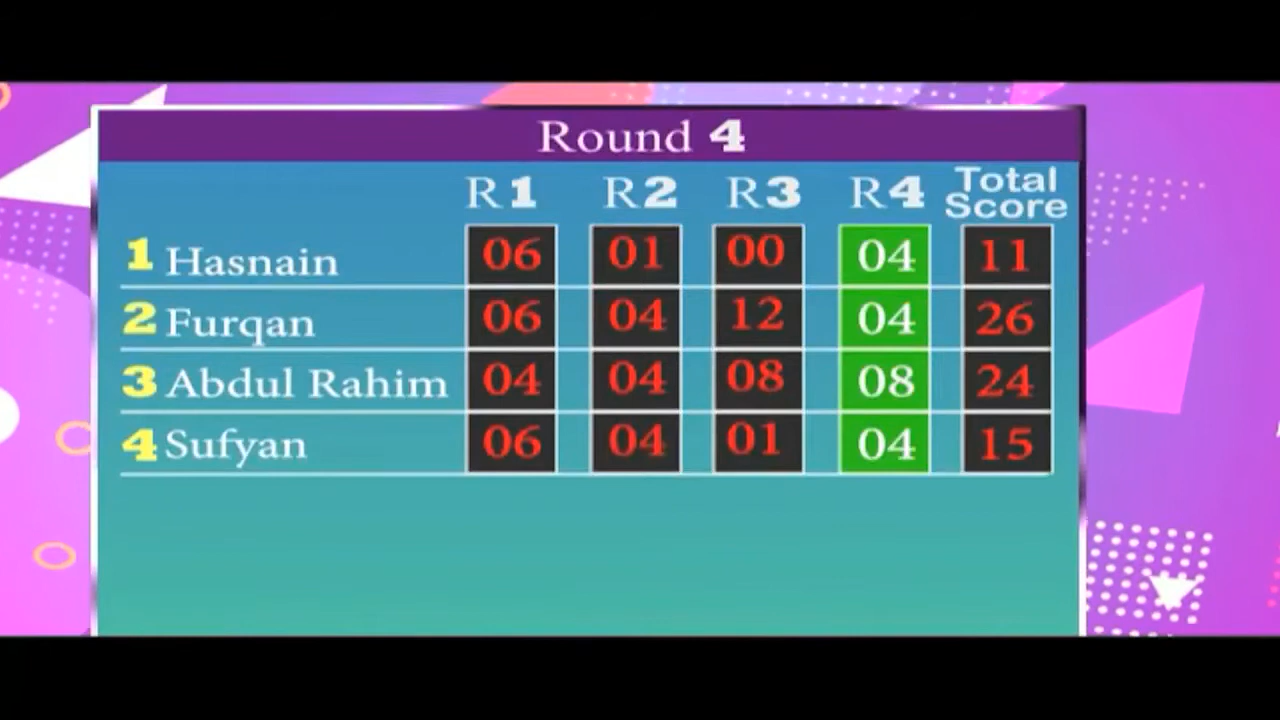 Round 4
R1 R2 R3 R4 Total Score
1 Hasnain 06 01 00 04 11
2 Furqan 06 04 12 04 26
3 Abdul Rahim 04 04 08 08 24
4 Sufyan 06 04 01 04 15